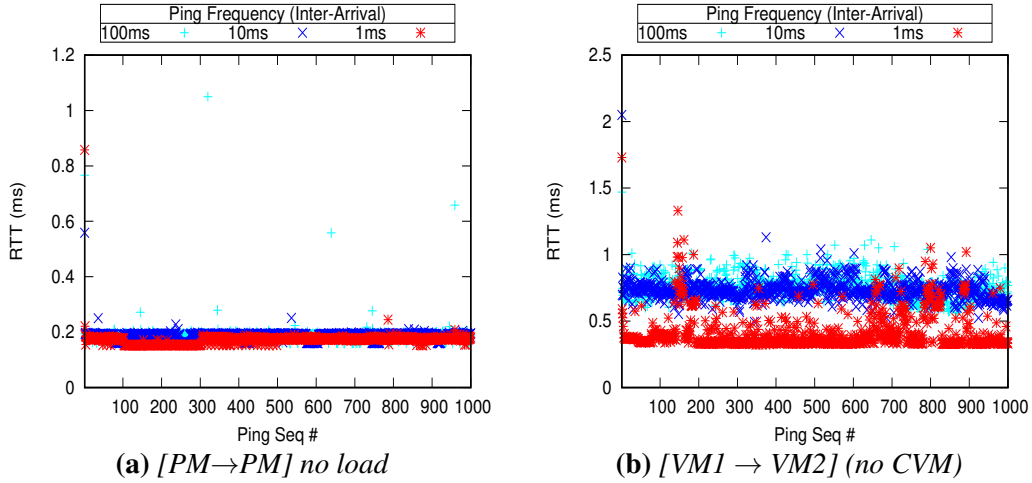 Ping Frequency (Inter-Arrival)
100ms 10ms 1ms
1.2
1
0.8
0.6
0.4
0.2
0
RTT (ms)
100 200 300 400 500 600 700 800 900 1000
Ping Seq #
(a) [PM→PM] no load
Ping Frequency (Inter-Arrival)
100ms 10ms 1ms
2.5
2
1.5
1
0.5
0
RTT (ms)
100 200 300 400 500 600 700 800 900 1000
Ping Seq #
(b) [VM1 → VM2] (no CVM)